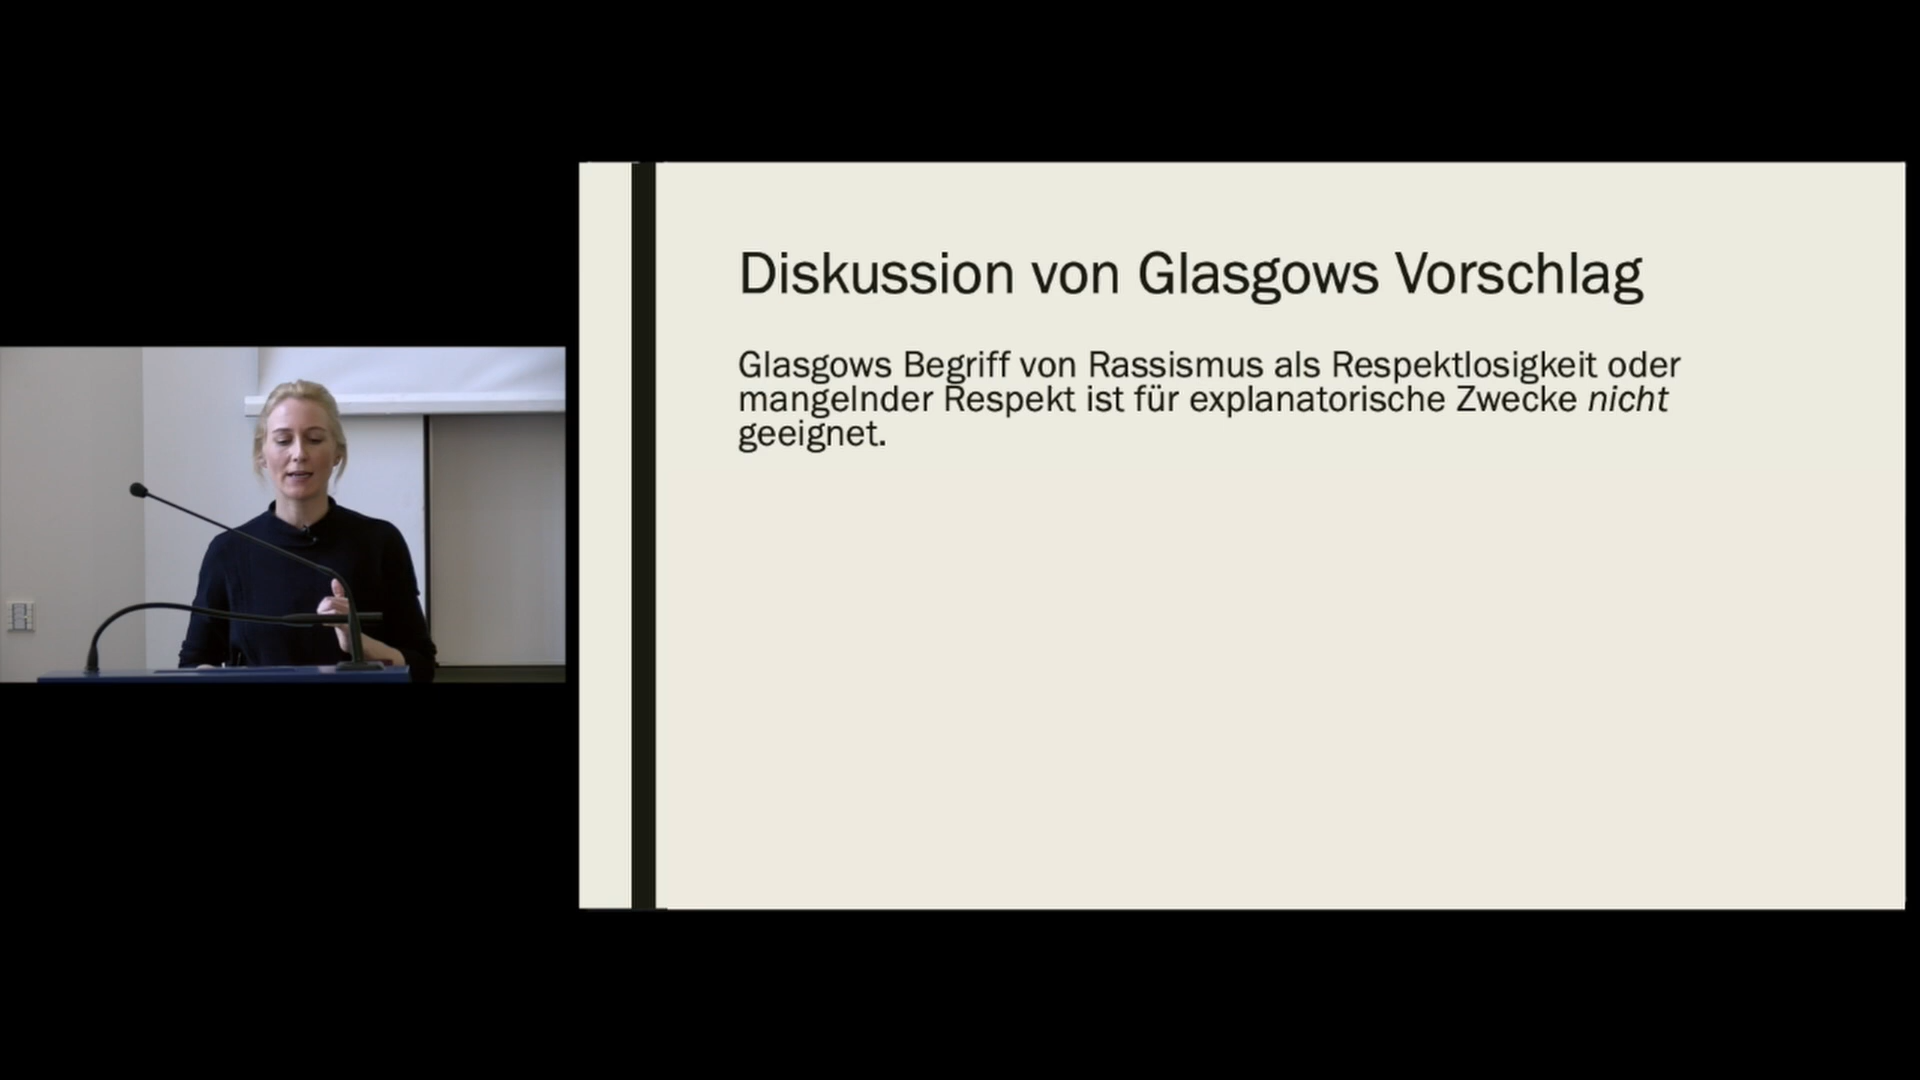 Diskussion von Glasgows Vorschlag
Glasgows Begriff von Rassismus als Respektlosigkeit oder
mangelnder Respekt ist für explanatorische Zwecke nicht
geeignet.